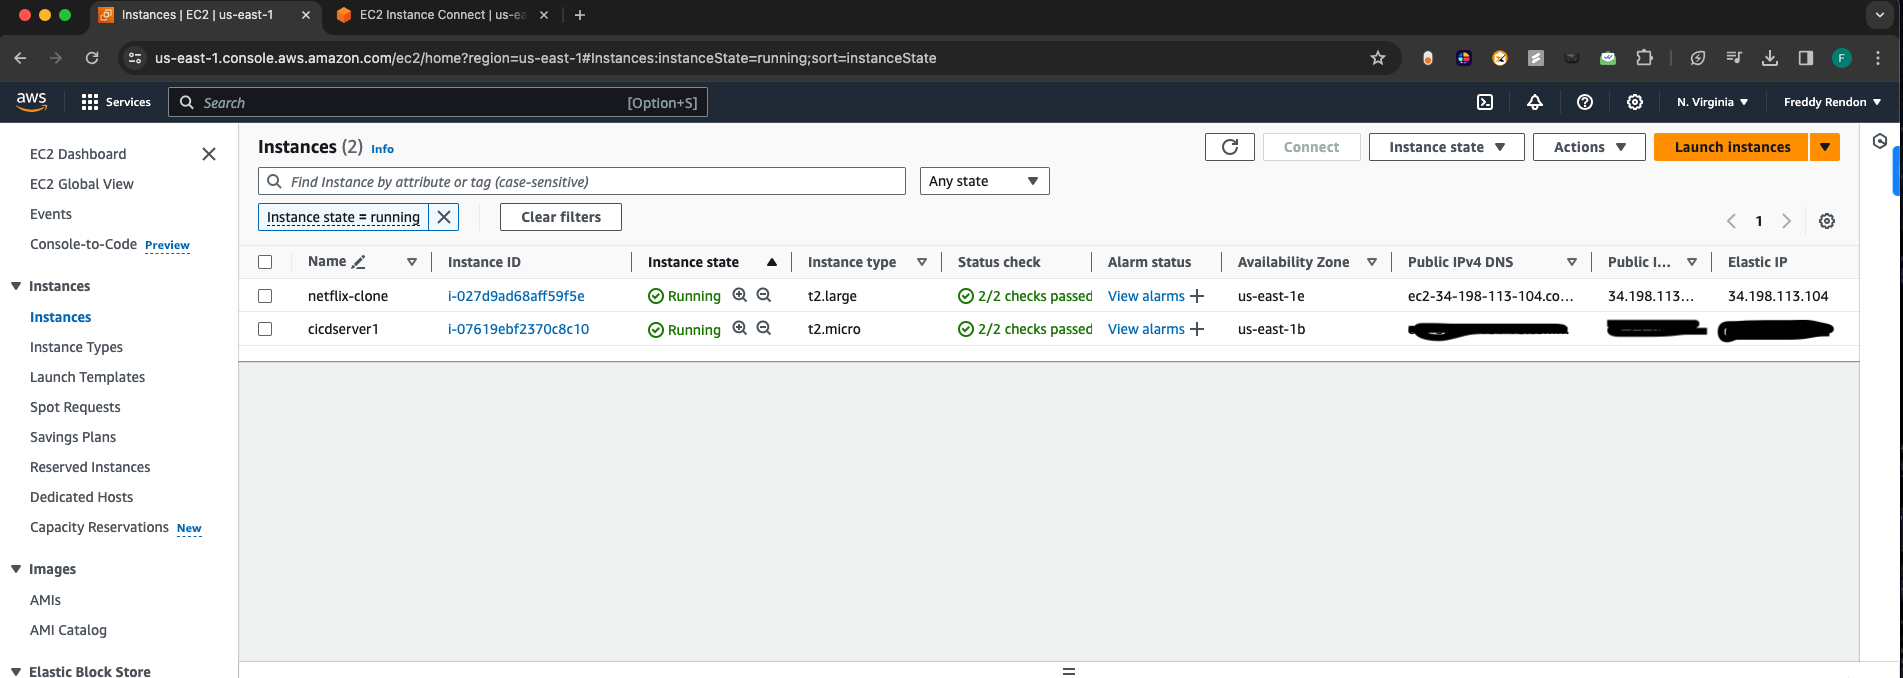 Instances | EC2 | us-east-1
EC2 Instance Connect | us-ea
us-east-1.console.aws.amazon.com/ec2/home?region=us-east-1#Instances:instanceState=running;sort=instanceState
F
aws
Services
Search
[Option+S]
N. Virginia
Freddy Rendon
EC2 Dashboard
EC2 Global View
Events
Console-to-Code Preview
Instances
Instances
Instance Types
Launch Templates
Spot Requests
Savings Plans
Reserved Instances
Dedicated Hosts
Capacity Reservations New
Images
AMIs
AMI Catalog
Elastic Block Store
Instances (2) Info
Connect
Instance state
Actions
Launch instances
Find Instance by attribute or tag (case-sensitive)
Any state
Instance state = running
Clear filters
1
Name Instance ID Instance state Instance type Status check Alarm status Availability Zone Public IPv4 DNS Public I... Elastic IP
netflix-clone i-027d9ad68aff59f5e Running t2.large 2/2 checks passed View alarms us-east-1e ec2-34-198-113-104.co... 34.198.113... 34.198.113.104
cicdserver1 i-07619ebf2370c8c10 Running t2.micro 2/2 checks passed View alarms us-east-1b